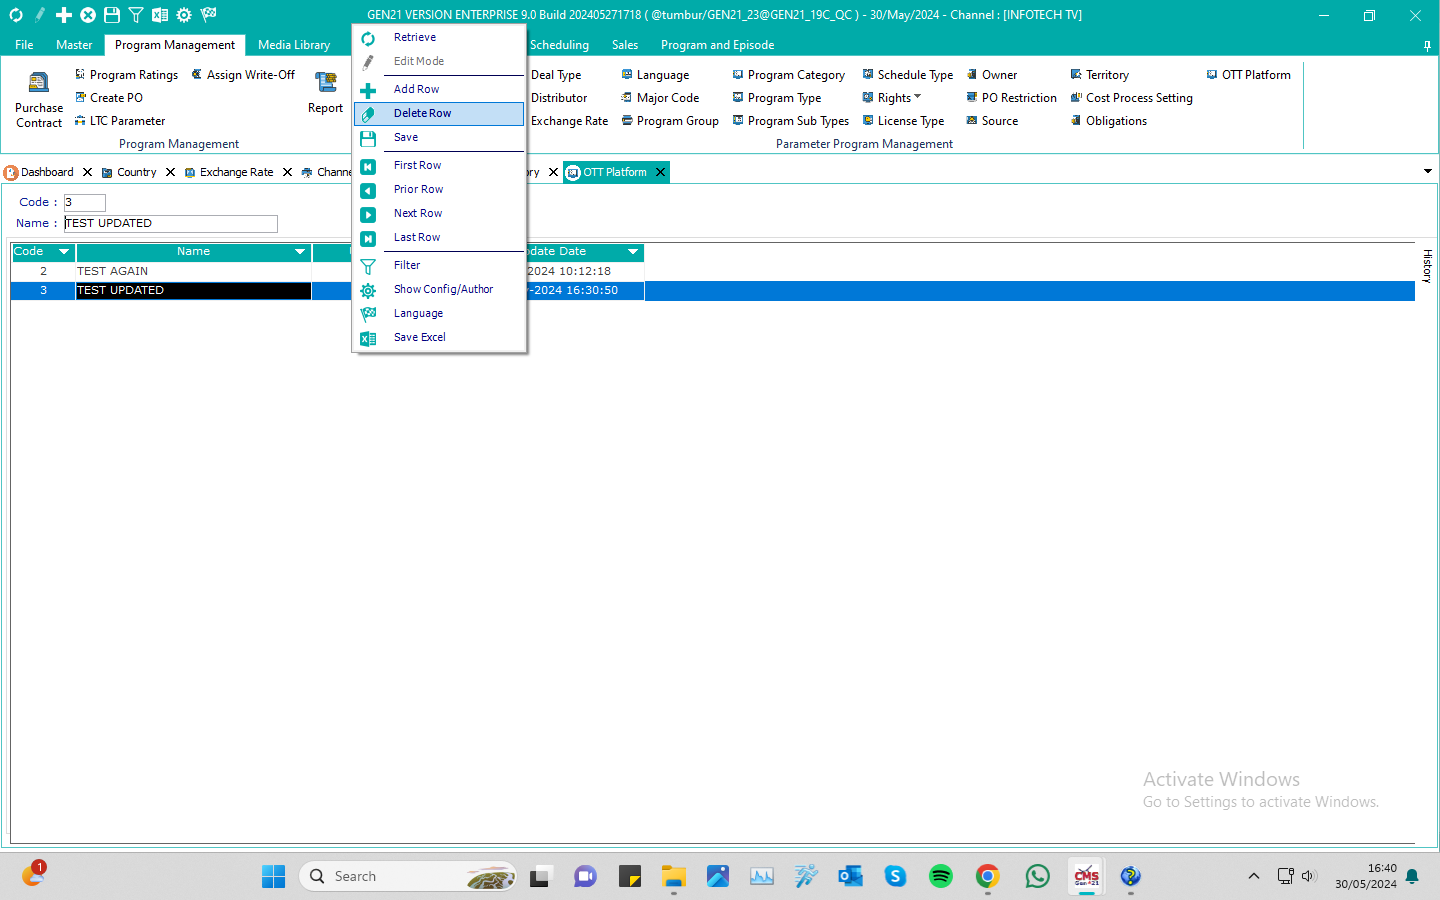 GEN21 VERSION ENTERPRISE 9.0 Build 202405271718 ( @tumbur/GEN21_23@GEN21_19C_QC ) - 30/May/2024 - Channel : [INFOTECH TV]
File Master Program Management Media Library Scheduling Sales Program and Episode
Purchase Contract
Program Ratings
Create PO
LTC Parameter
Assign Write-Off
Report
Program Management
Deal Type
Distributor
Exchange Rate
Language
Major Code
Program Group
Program Category
Program Type
Program Sub Types
Schedule Type
Rights
License Type
Owner
PO Restriction
Source
Territory
Cost Process Setting
Obligations
OTT Platform
Parameter Program Management
Retrieve
Edit Mode
Add Row
Delete Row
Save
First Row
Prior Row
Next Row
Last Row
Filter
Show Config/Author
Language
Save Excel
Dashboard Country Exchange Rate Channe ry OTT Platform
Code : 3
Name : TEST UPDATED
Code Name pdate Date
2 TEST AGAIN -2024 10:12:18
3 TEST UPDATED -2024 16:30:50
History
Activate Windows
Go to Settings to activate Windows.
1
Search
CMS
Gen*21
16:40
30/05/2024